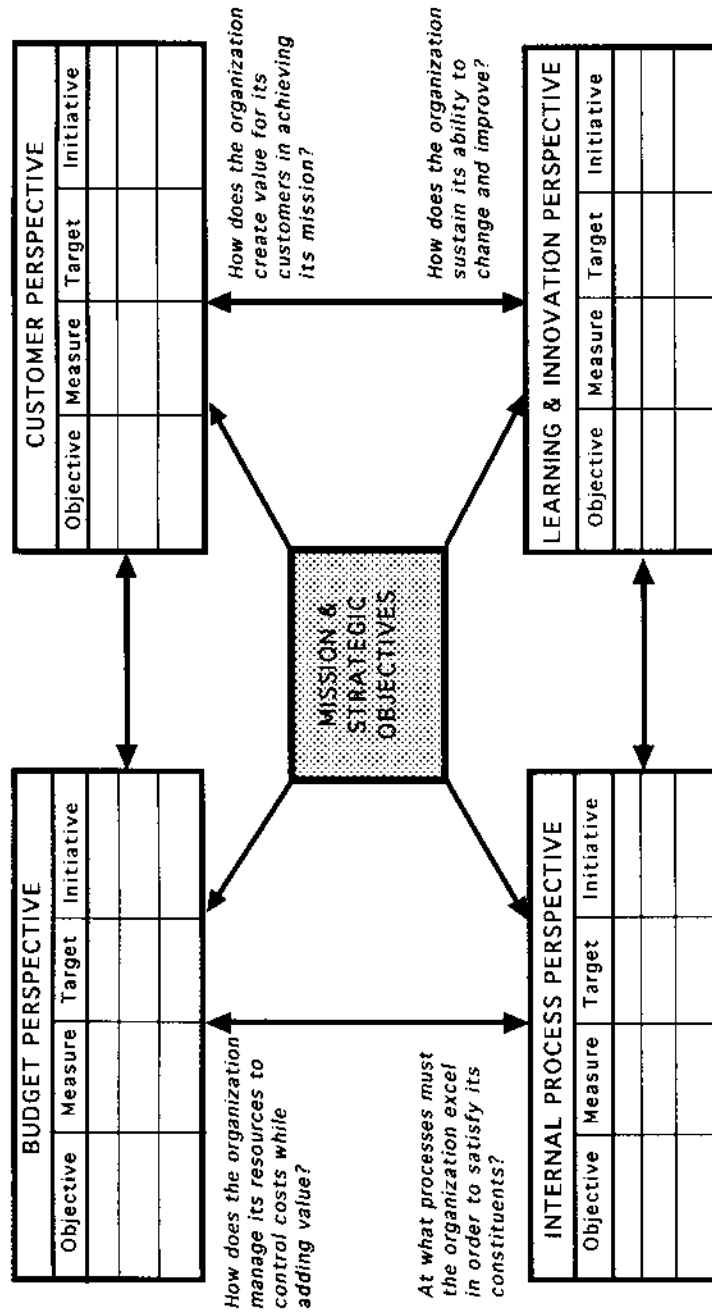 BUDGET PERSPECTIVE
Objective Measure Target Initiative
How does the organization
manage its resources to
control costs while
adding value?
CUSTOMER PERSPECTIVE
Objective Measure Target Initiative
How does the organization
create value for its
customers in achieving
its mission?
MISSION &
STRATEGIC
OBJECTIVES
At what processes must
the organization excel
in order to satisfy its
constituents?
INTERNAL PROCESS PERSPECTIVE
Objective Measure Target Initiative
How does the organization
sustain its ability to
change and improve?
LEARNING & INNOVATION PERSPECTIVE
Objective Measure Target Initiative